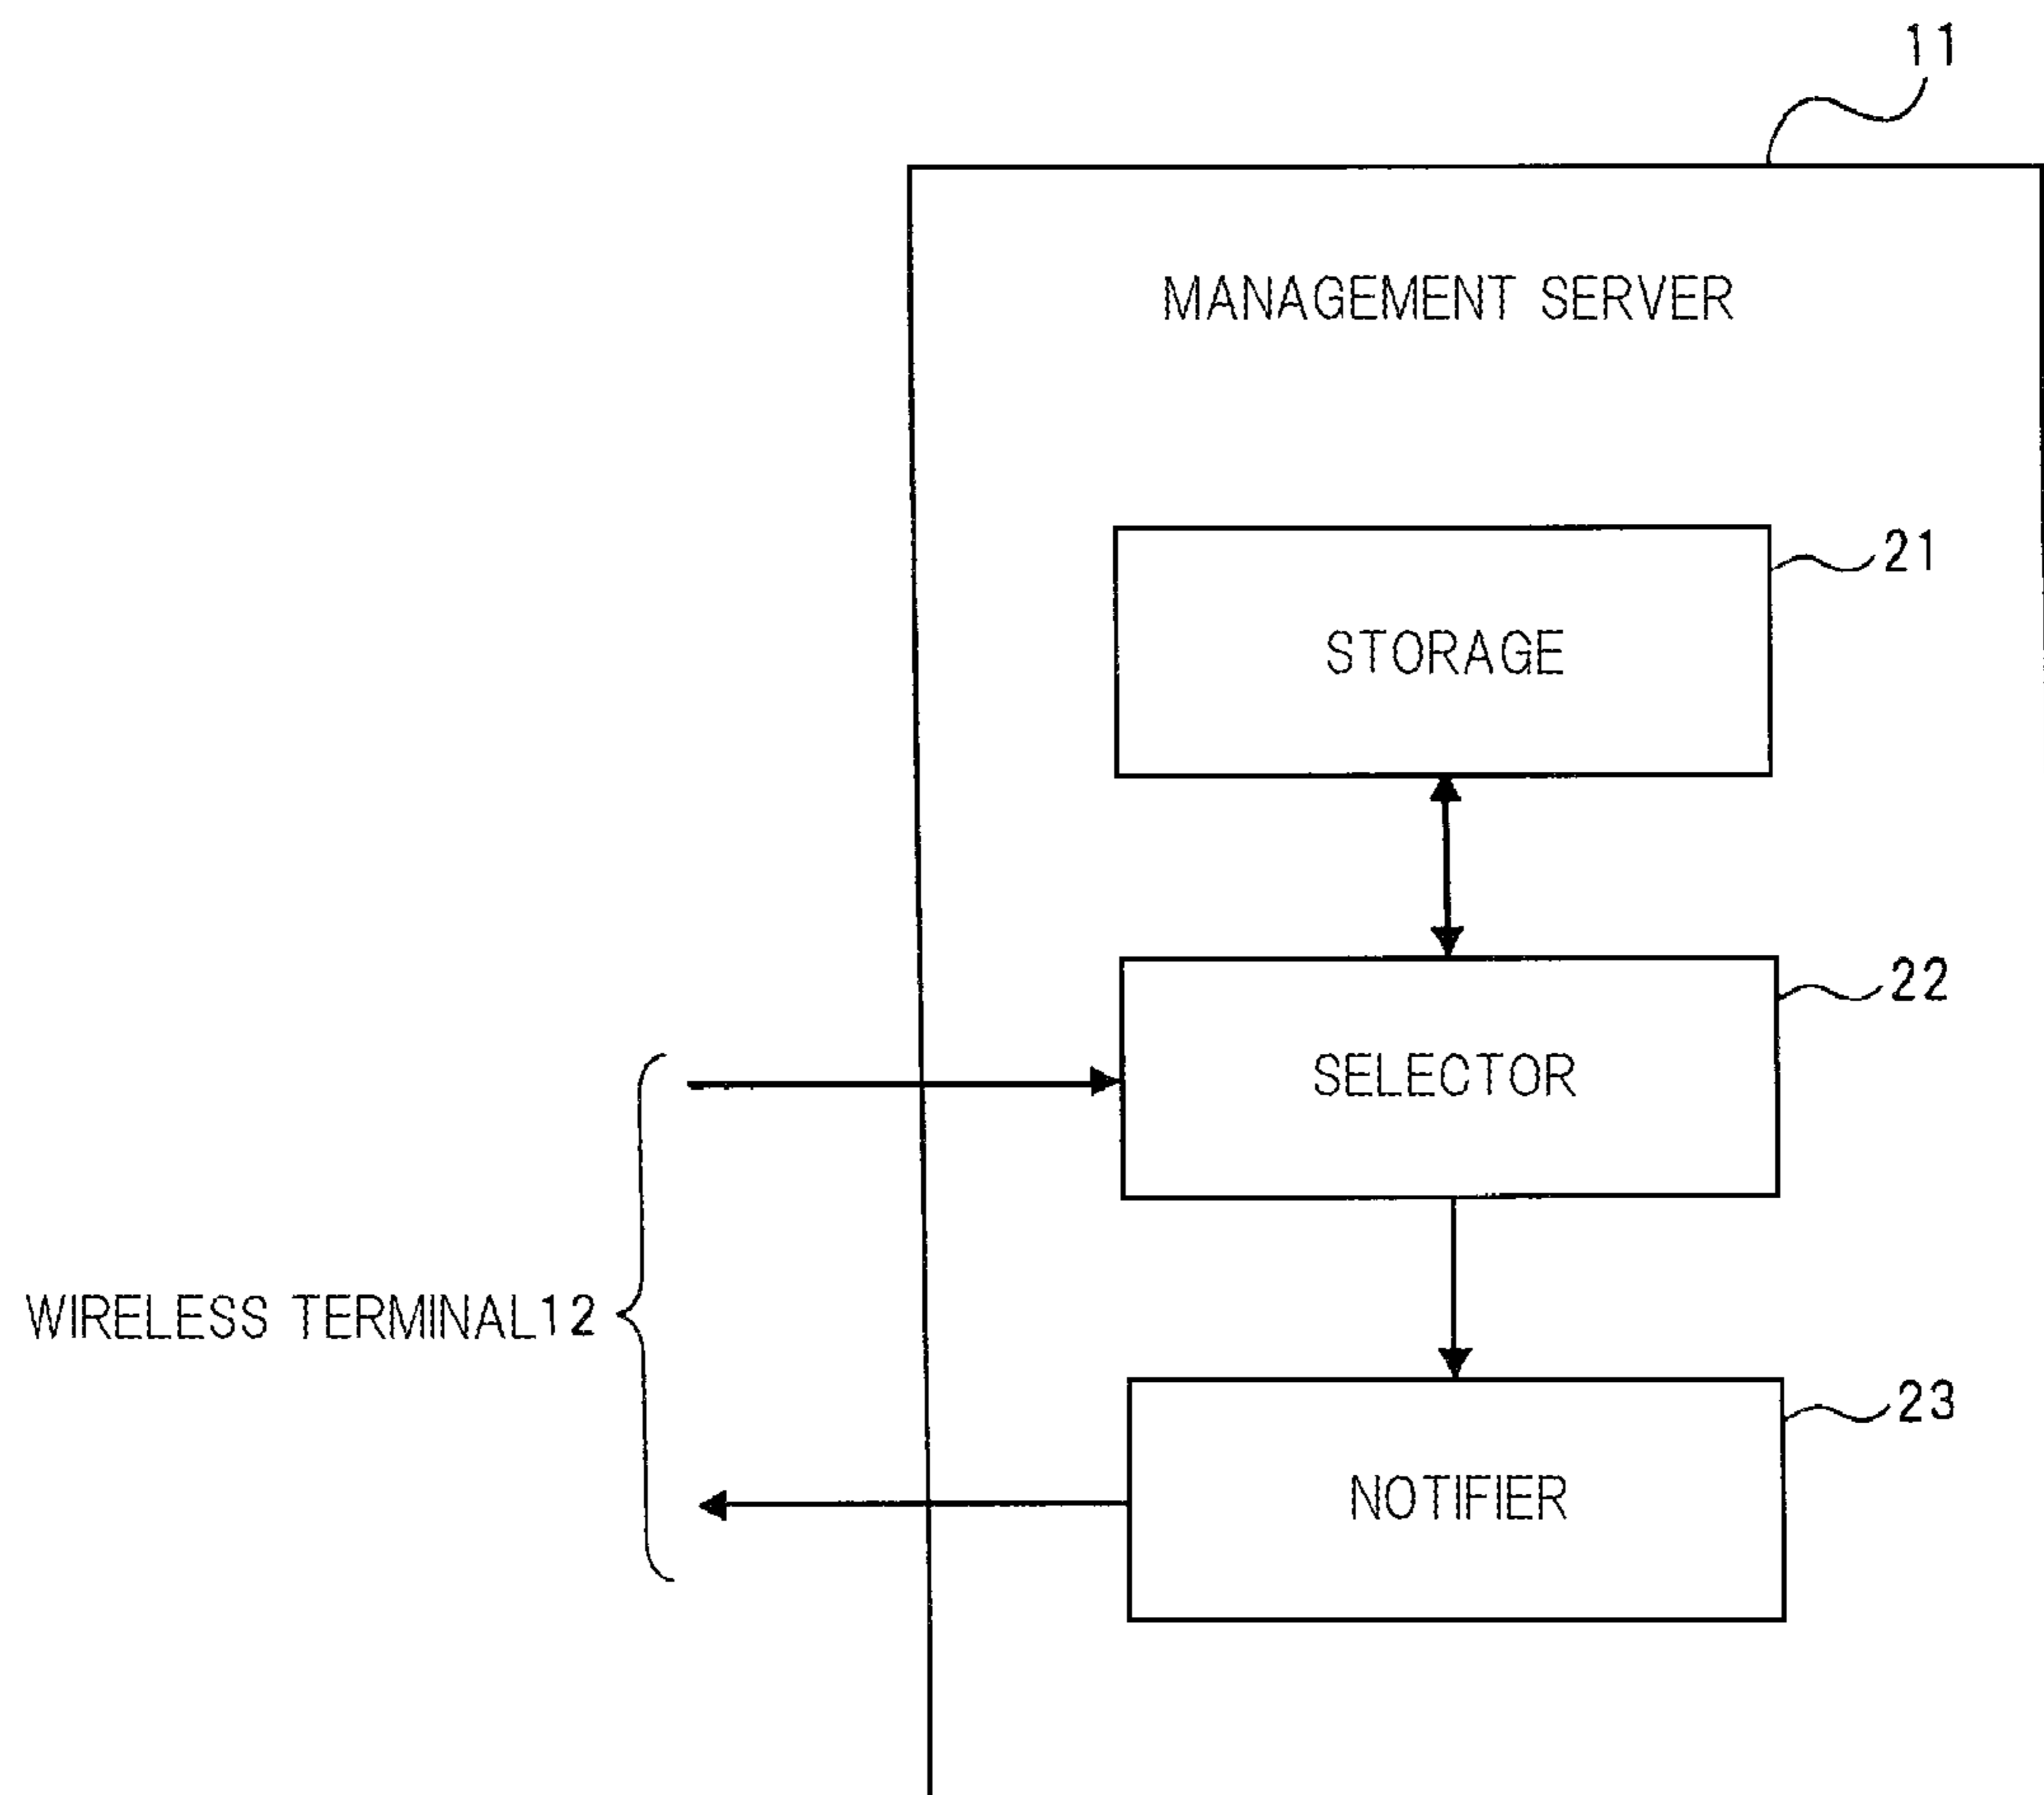 11
MANAGEMENT SERVER
21
STORAGE
22
SELECTOR
WIRELESS TERMINAL12
23
NOTIFIER